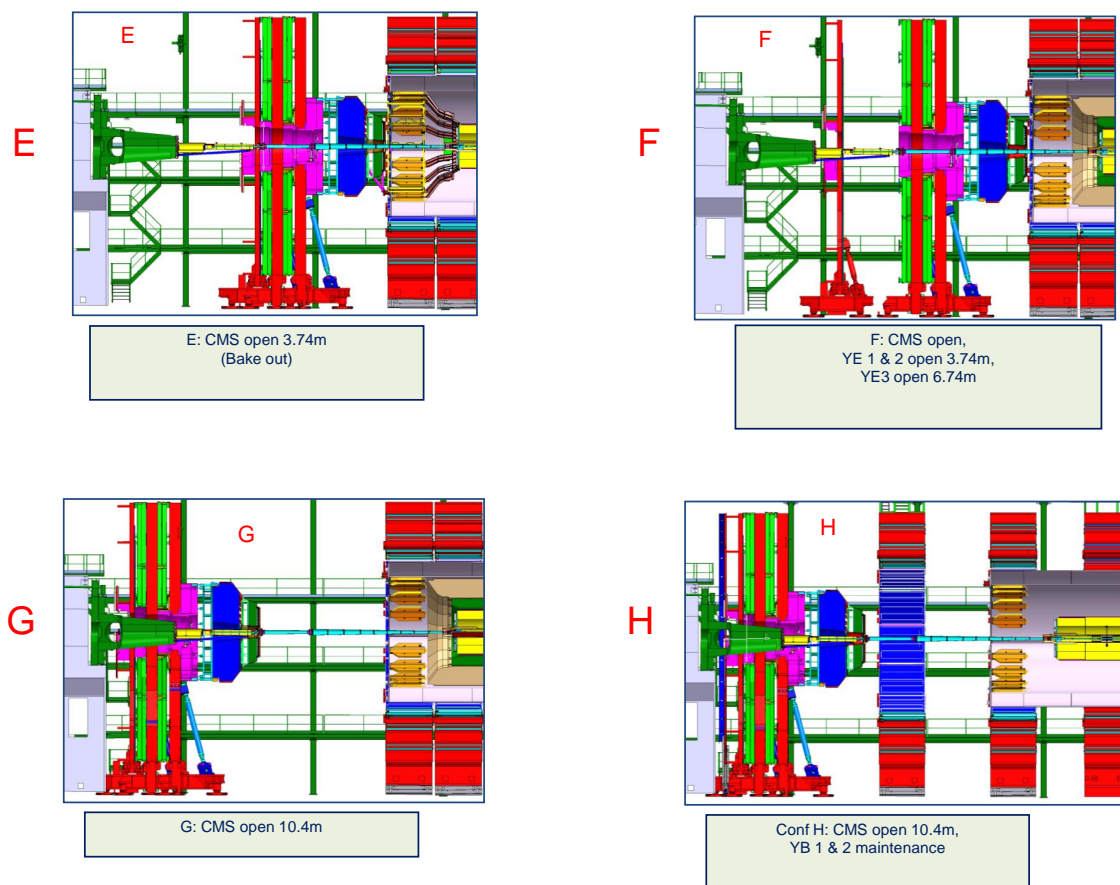 E
E
E: CMS open 3.74m
(Bake out)
F
F
F: CMS open,
YE 1 & 2 open 3.74m,
YE3 open 6.74m
G
G
G: CMS open 10.4m
H
H
Conf H: CMS open 10.4m,
YB 1 & 2 maintenance